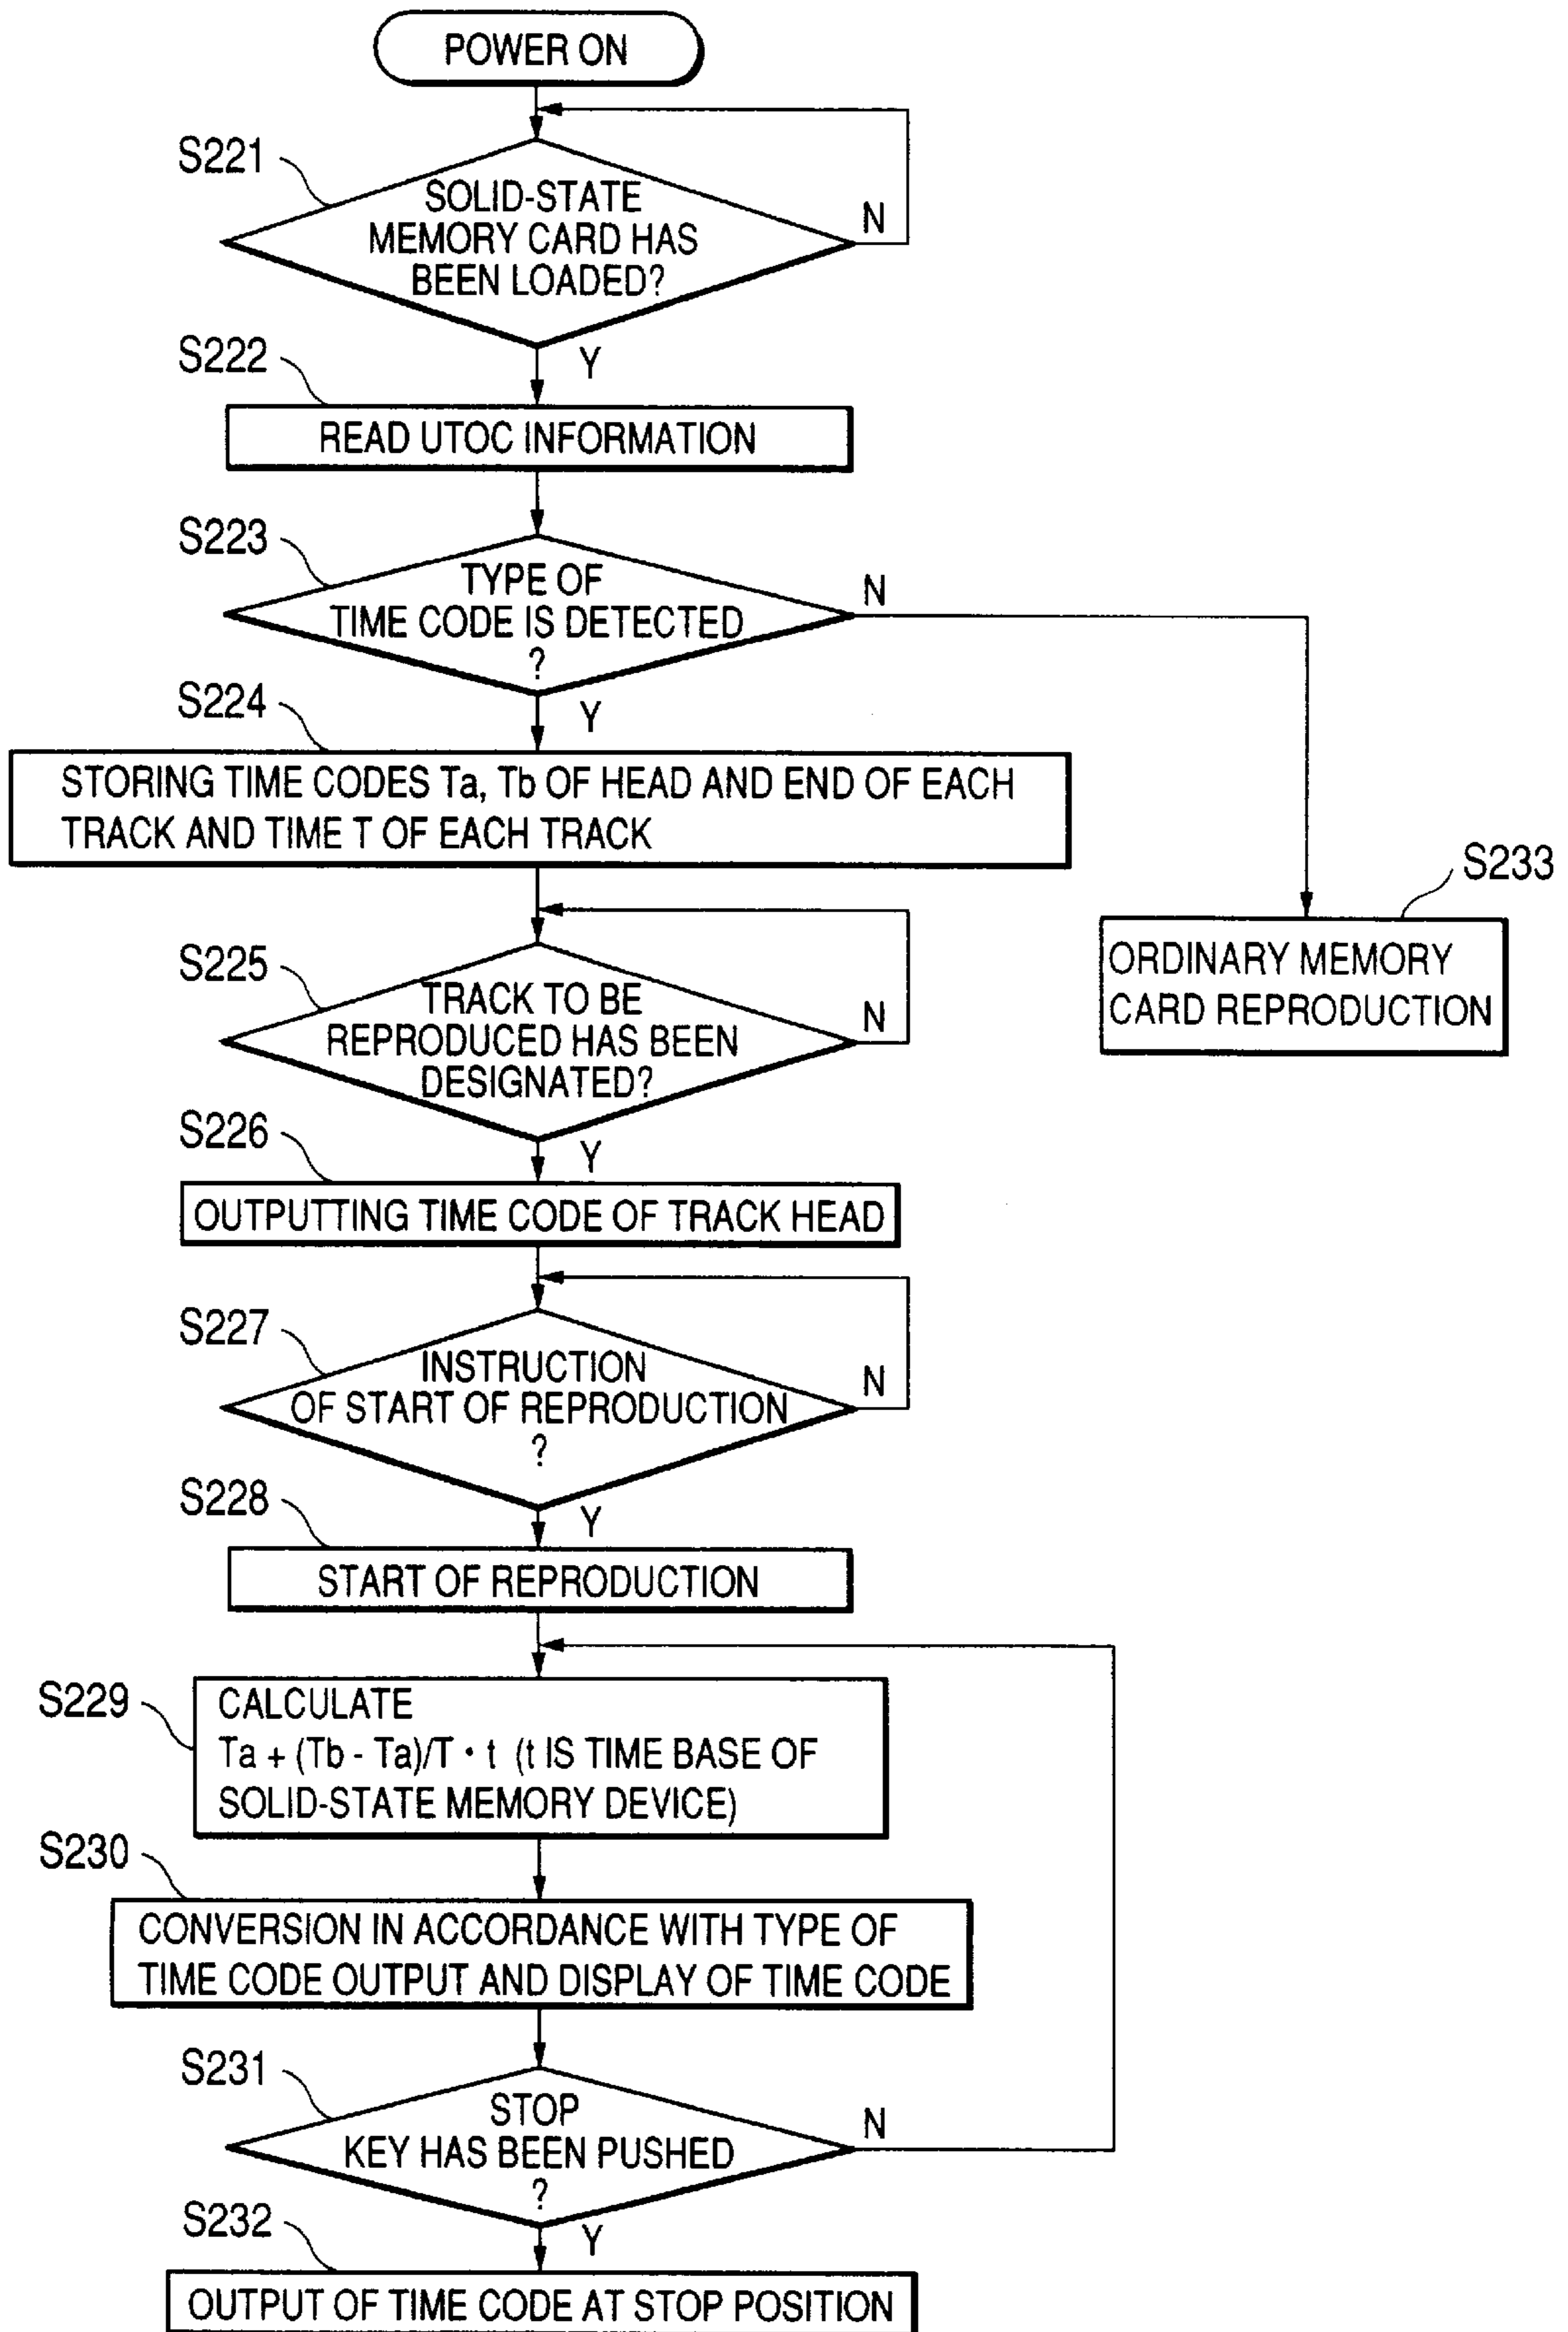 POWER ON
S221
SOLID-STATE
MEMORY CARD HAS
BEEN LOADED?
N
Y
S222
READ UTOC INFORMATION
S223
TYPE OF
TIME CODE IS DETECTED
?
N
Y
S224
STORING TIME CODES Ta, Tb OF HEAD AND END OF EACH
TRACK AND TIME T OF EACH TRACK
S233
ORDINARY MEMORY
CARD REPRODUCTION
S225
TRACK TO BE
REPRODUCED HAS BEEN
DESIGNATED?
N
Y
S226
OUTPUTTING TIME CODE OF TRACK HEAD
S227
INSTRUCTION
OF START OF REPRODUCTION
?
N
Y
S228
START OF REPRODUCTION
S229
CALCULATE
Ta + (Tb - Ta)/T • t (t IS TIME BASE OF
SOLID-STATE MEMORY DEVICE)
S230
CONVERSION IN ACCORDANCE WITH TYPE OF
TIME CODE OUTPUT AND DISPLAY OF TIME CODE
S231
STOP
KEY HAS BEEN PUSHED
?
N
Y
S232
OUTPUT OF TIME CODE AT STOP POSITION